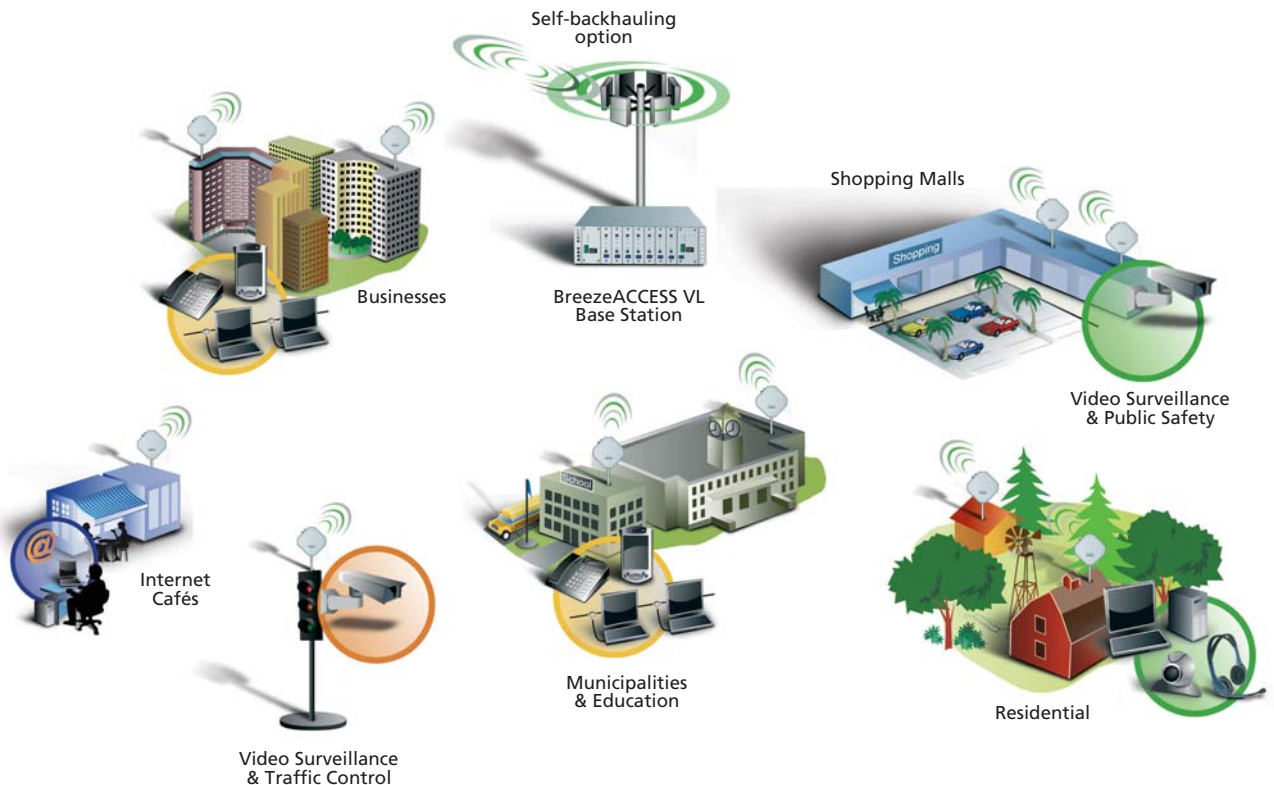 Self-backhauling
option
Shopping Malls
Shopping
Businesses
BreezeACCESS VL
Base Station
Video Surveillance
& Public Safety
School
@
Internet
Cafés
Municipalities
& Education
Residential
Video Surveillance
& Traffic Control